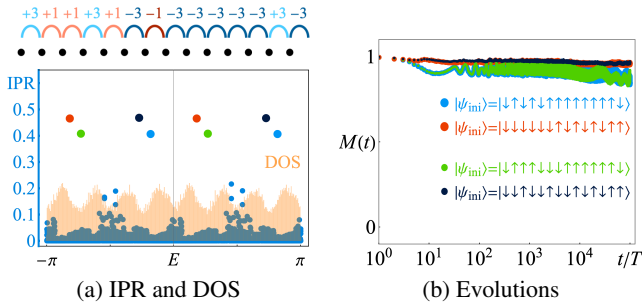 +3 +1 +1 +3 +1 −3 −1 −3 −3 −3 −3 +3 −3
IPR
0.5
0.4
0.3
DOS
0.2
0.1
0
−π E π
(a) IPR and DOS
1
M(t)
0
|ψini⟩=|↓↑↓↑↓↑↑↑↑↑↑↑↑↓⟩
|ψini⟩=|↓↓↓↓↓↓↑↑↓↑↓↑↑↑⟩
|ψini⟩=|↓↑↑↑↓↓↓↑↑↑↑↑↑↓⟩
|ψini⟩=|↓↓↑↓↑↓↓↑↓↑↓↑↑↑⟩
10⁰ 10¹ 10² 10³ 10⁴ t/T
(b) Evolutions